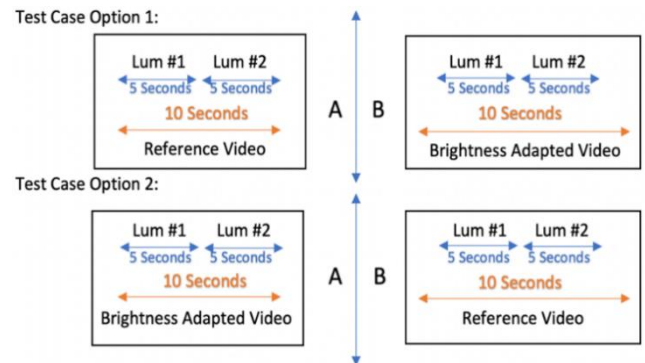 Test Case Option 1:
Lum #1 Lum #2
5 Seconds 5 Seconds
10 Seconds
Reference Video
A B
Lum #1 Lum #2
5 Seconds 5 Seconds
10 Seconds
Brightness Adapted Video
Test Case Option 2:
Lum #1 Lum #2
5 Seconds 5 Seconds
10 Seconds
Brightness Adapted Video
A B
Lum #1 Lum #2
5 Seconds 5 Seconds
10 Seconds
Reference Video